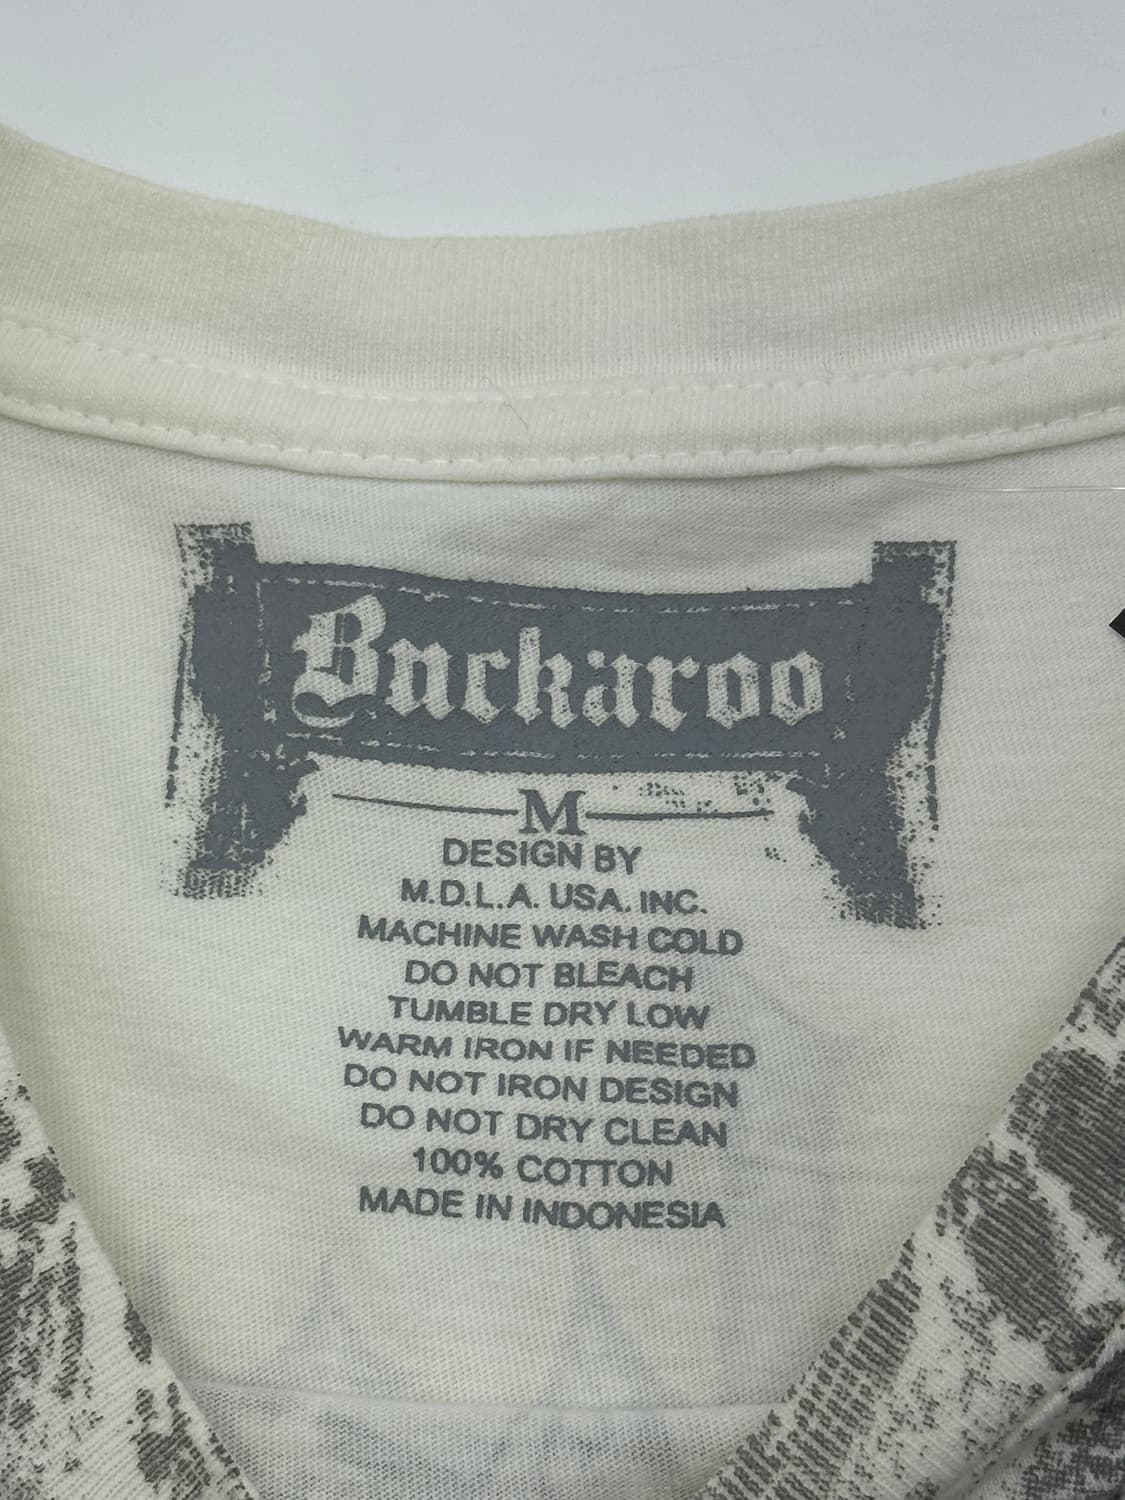 Buckaroo
M
DESIGN BY
M.D.L.A. USA. INC.
MACHINE WASH COLD
DO NOT BLEACH
TUMBLE DRY LOW
WARM IRON IF NEEDED
DO NOT IRON DESIGN
DO NOT DRY CLEAN
100% COTTON
MADE IN INDONESIA